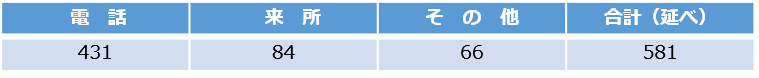 電　話　来　所　そ　の　他　合計（延べ）
431　84　66　581